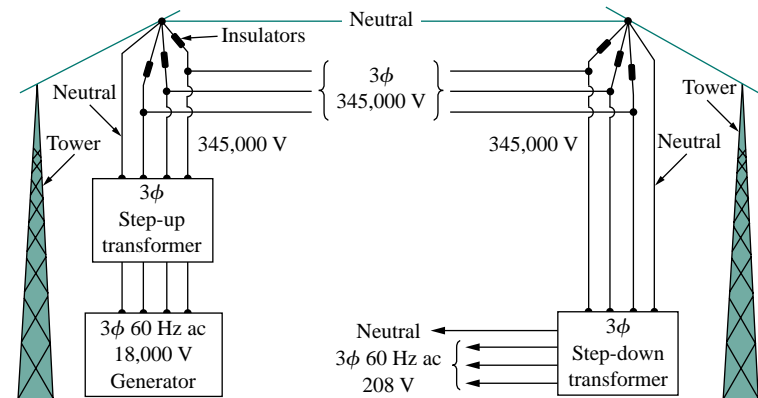 Neutral
Insulators
3ϕ
345,000 V
Neutral
Tower
345,000 V
345,000 V
Tower
Neutral
3ϕ
Step-up
transformer
3ϕ 60 Hz ac
18,000 V
Generator
Neutral
3ϕ 60 Hz ac
208 V
3ϕ
Step-down
transformer